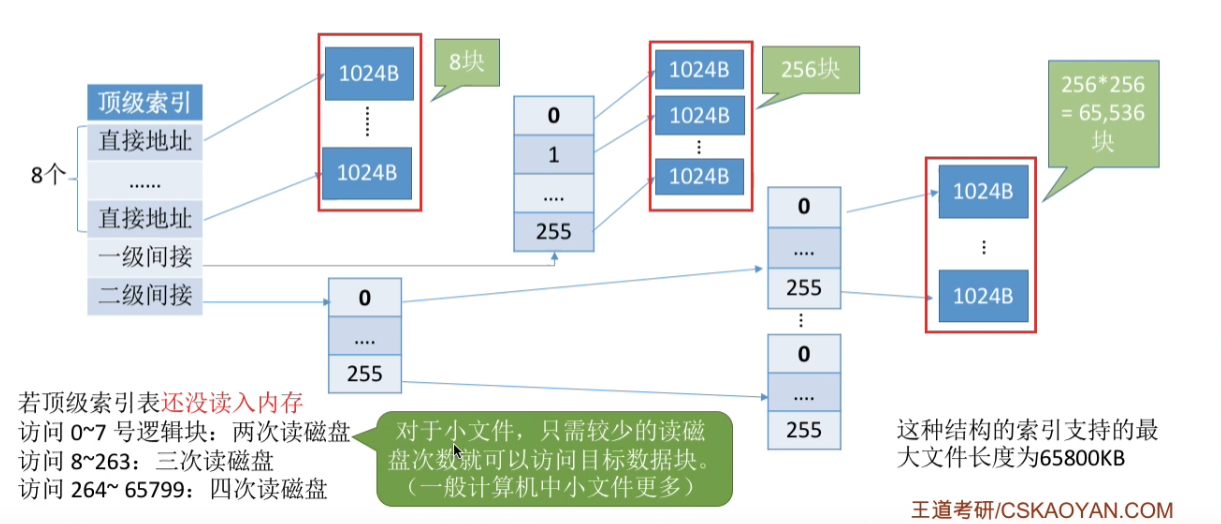 顶级索引
直接地址
......
直接地址
一级间接
二级间接
8个
1024B
1024B
8块
0
1
....
255
1024B
1024B
1024B
256块
0
....
255
0
....
255
0
....
255
1024B
1024B
256*256
= 65,536
块
若顶级索引表还没读入内存
访问 0~7 号逻辑块：两次读磁盘
访问 8~263：三次读磁盘
访问 264~ 65799：四次读磁盘
对于小文件，只需较少的读磁
盘次数就可以访问目标数据块。
（一般计算机中小文件更多）
这种结构的索引支持的最
大文件长度为65800KB
王道考研/CSKAOYAN.COM